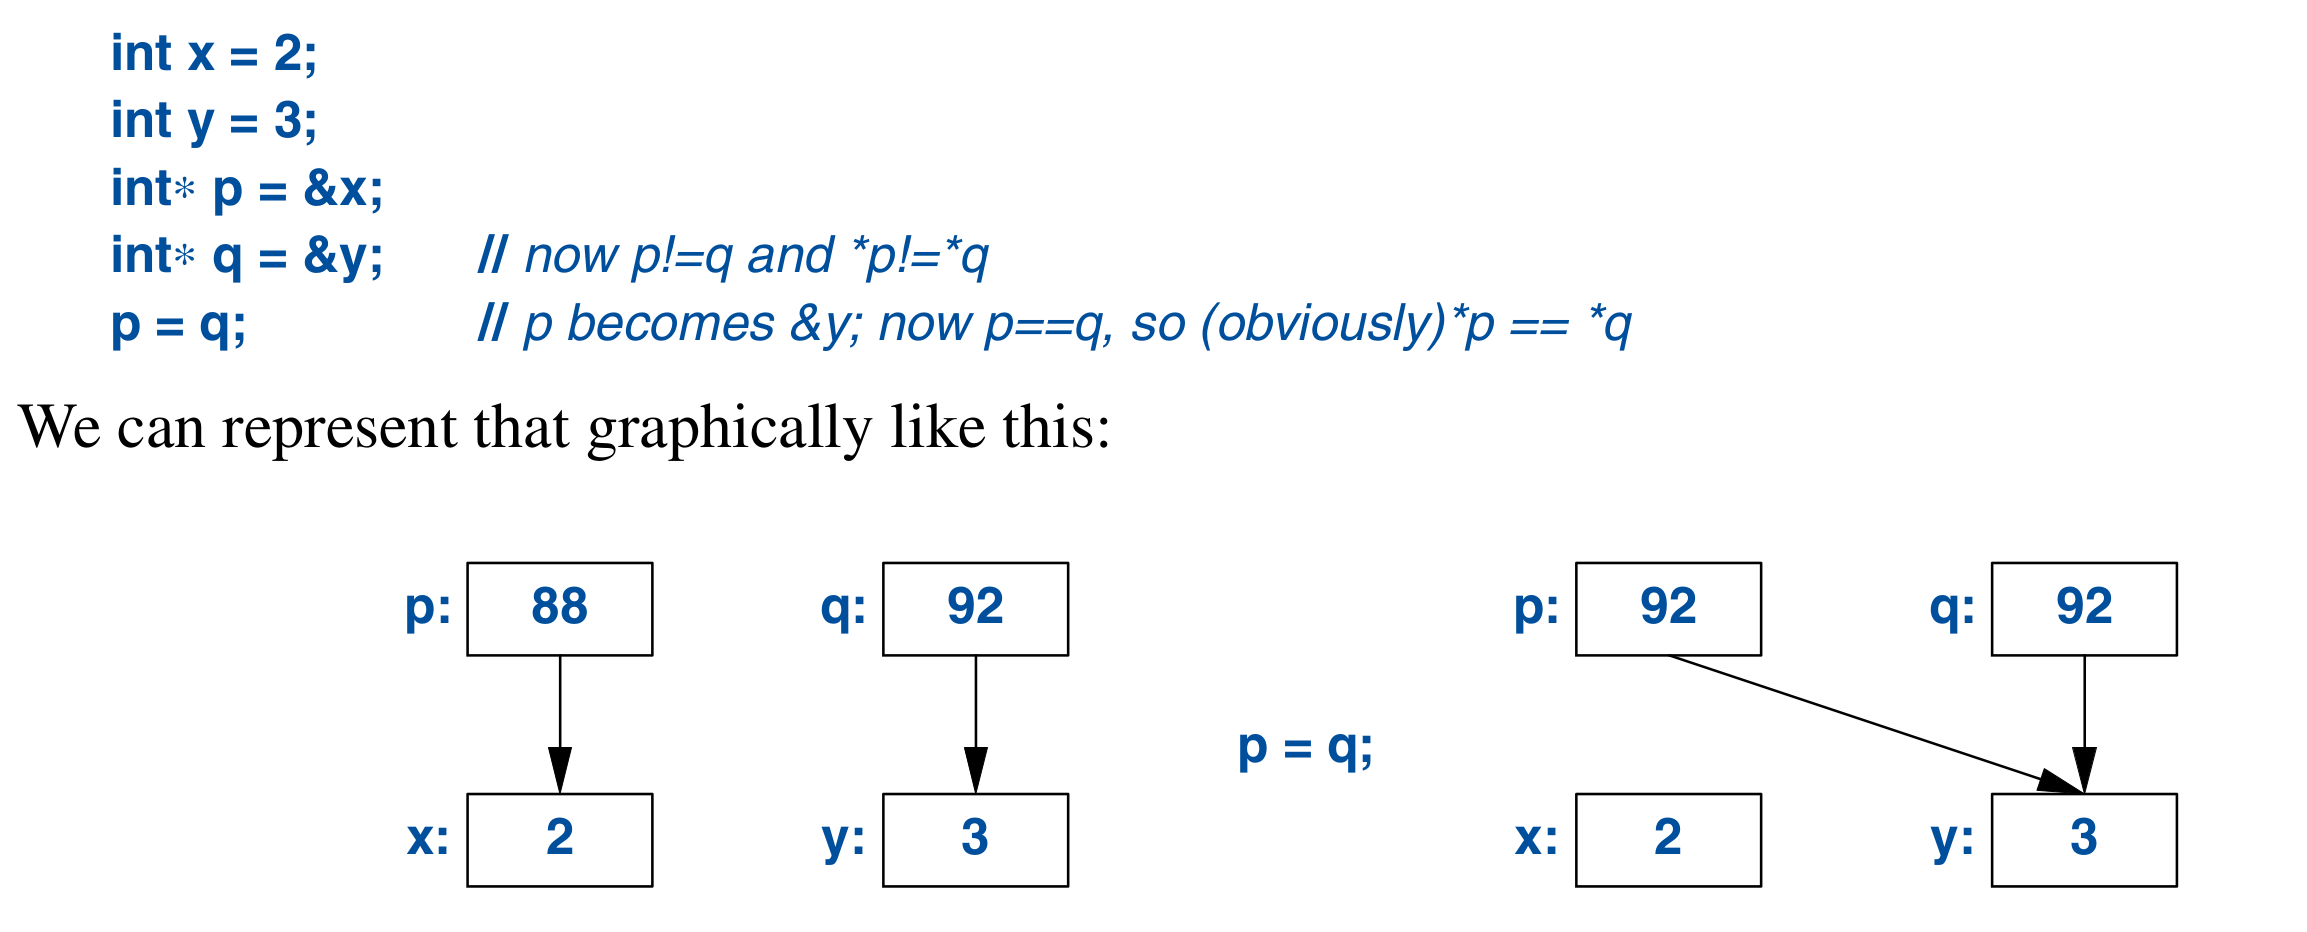 int x = 2;
int y = 3;
int∗ p = &x;
int∗ q = &y; // now p!=q and *p!=*q
p = q; // p becomes &y; now p==q, so (obviously)*p == *q
We can represent that graphically like this:
p: 88 q: 92 p: 92 q: 92
p = q;
x: 2 y: 3 x: 2 y: 3